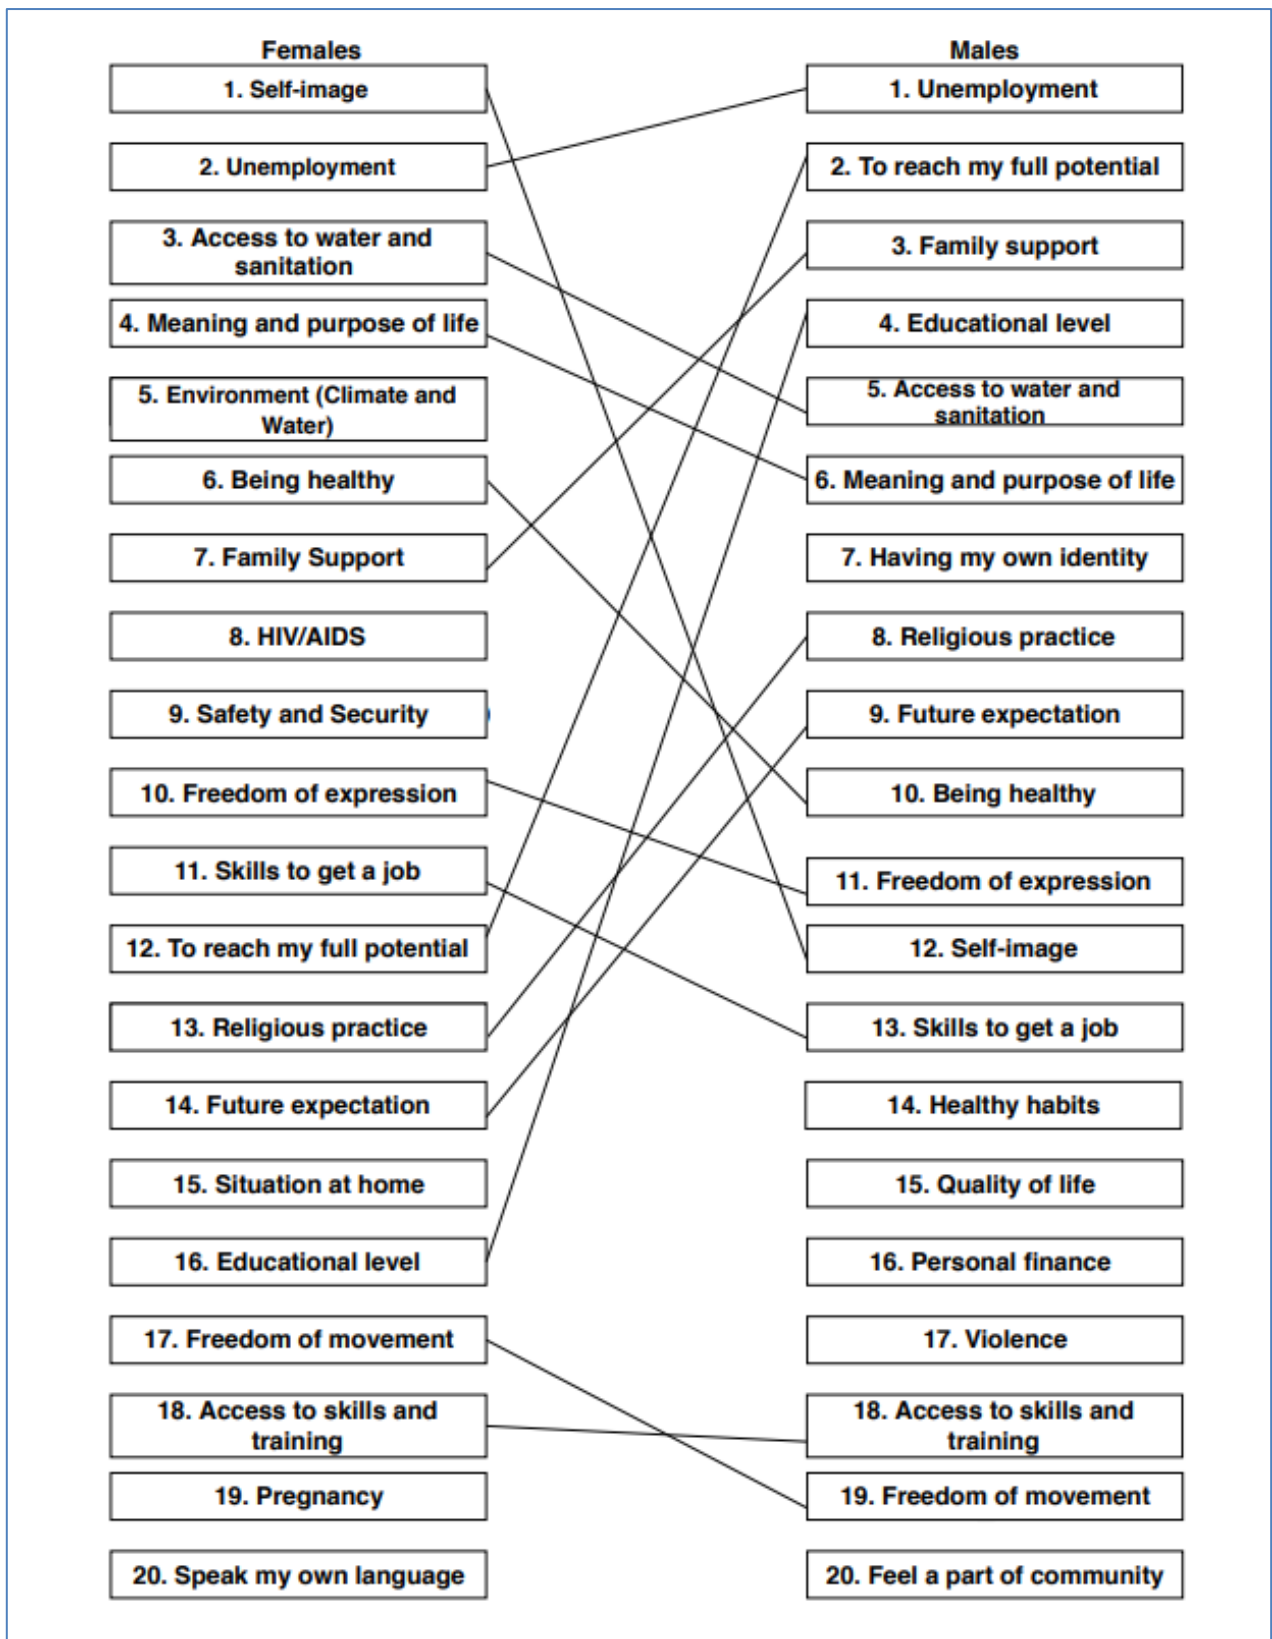 Females
1. Self-image
2. Unemployment
3. Access to water and
sanitation
4. Meaning and purpose of life
5. Environment (Climate and
Water)
6. Being healthy
7. Family Support
8. HIV/AIDS
9. Safety and Security
10. Freedom of expression
11. Skills to get a job
12. To reach my full potential
13. Religious practice
14. Future expectation
15. Situation at home
16. Educational level
17. Freedom of movement
18. Access to skills and
training
19. Pregnancy
20. Speak my own language
Males
1. Unemployment
2. To reach my full potential
3. Family support
4. Educational level
5. Access to water and
sanitation
6. Meaning and purpose of life
7. Having my own identity
8. Religious practice
9. Future expectation
10. Being healthy
11. Freedom of expression
12. Self-image
13. Skills to get a job
14. Healthy habits
15. Quality of life
16. Personal finance
17. Violence
18. Access to skills and
training
19. Freedom of movement
20. Feel a part of community